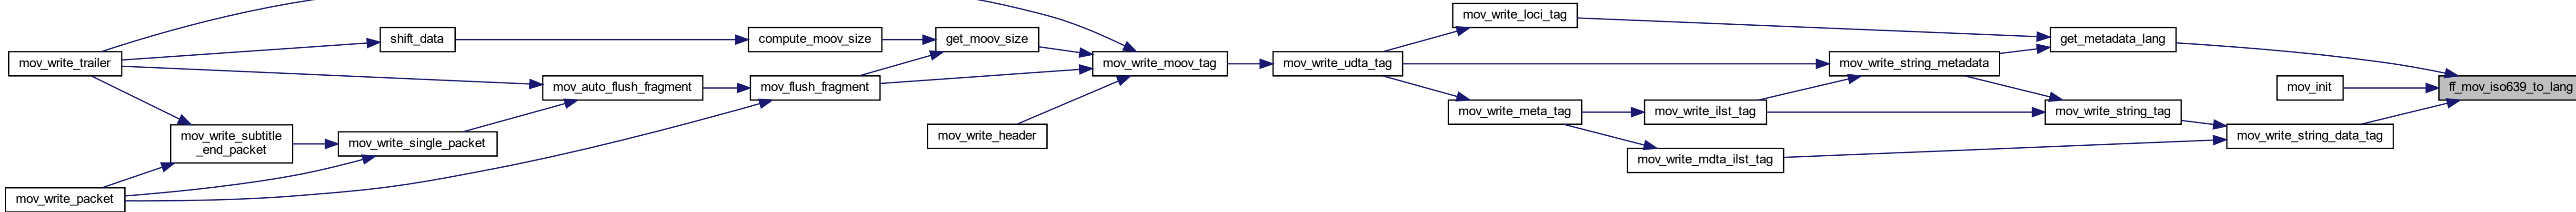 mov_write_loci_tag
shift_data
compute_moov_size
get_moov_size
get_metadata_lang
mov_write_trailer
mov_write_moov_tag
mov_write_udta_tag
mov_write_string_metadata
mov_auto_flush_fragment
mov_flush_fragment
mov_init
ff_mov_iso639_to_lang
mov_write_meta_tag
mov_write_ilst_tag
mov_write_string_tag
mov_write_subtitle
_end_packet
mov_write_single_packet
mov_write_header
mov_write_string_data_tag
mov_write_mdta_ilst_tag
mov_write_packet